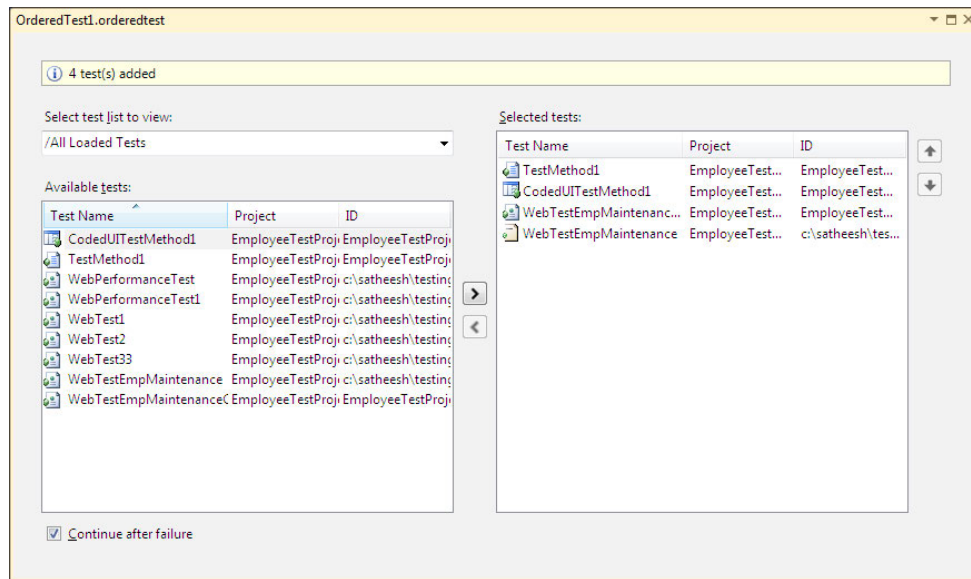 OrderedTest1.orderedtest
4 test(s) added
Select test list to view:
/All Loaded Tests
Available tests:
Test Name Project ID
CodedUITestMethod1 EmployeeTestProj EmployeeTestProj
TestMethod1 EmployeeTestProj EmployeeTestProj
WebPerformanceTest EmployeeTestProj c:\satheesh\testing
WebPerformanceTest1 EmployeeTestProj c:\satheesh\testing
WebTest1 EmployeeTestProj c:\satheesh\testing
WebTest2 EmployeeTestProj c:\satheesh\testing
WebTest33 EmployeeTestProj c:\satheesh\testing
WebTestEmpMaintenance EmployeeTestProj c:\satheesh\testing
WebTestEmpMaintenanceC EmployeeTestProj EmployeeTestProj
Continue after failure
Selected tests:
Test Name Project ID
TestMethod1 EmployeeTest... EmployeeTest...
CodedUITestMethod1 EmployeeTest... EmployeeTest...
WebTestEmpMaintenanc... EmployeeTest... EmployeeTest...
WebTestEmpMaintenance EmployeeTest... c:\satheesh\tes...